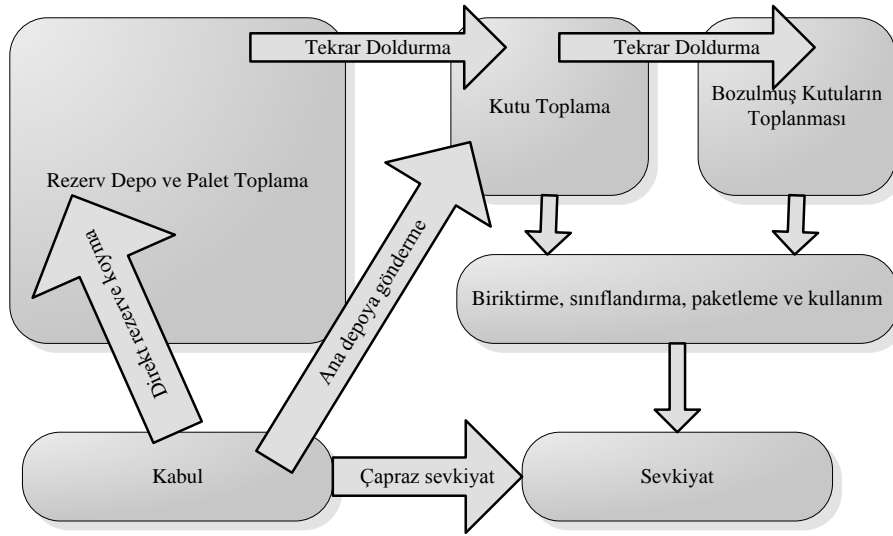 Tekrar Doldurma
Tekrar Doldurma
Kutu Toplama
Bozulmuş Kutuların
Toplanması
Rezerv Depo ve Palet Toplama
Direkt rezerve koyma
Ana depoya gönderme
Biriktirme, sınıflandırma, paketleme ve kullanım
Kabul
Çapraz sevkiyat
Sevkiyat